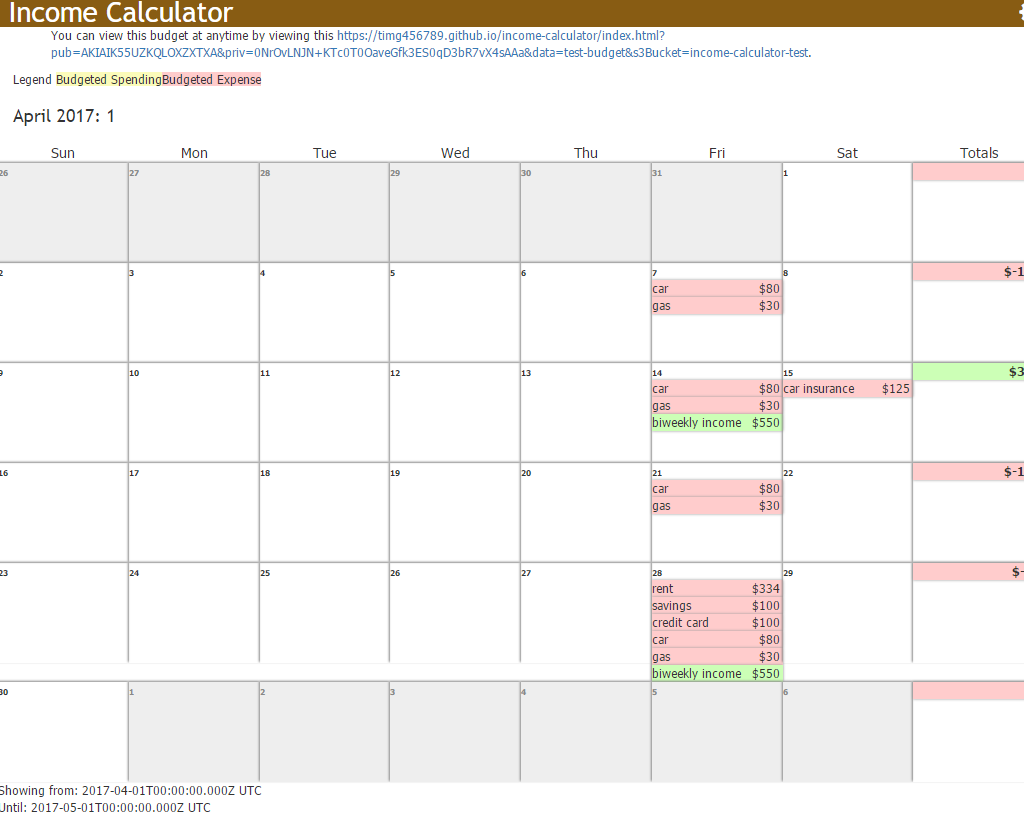 Income Calculator
You can view this budget at anytime by viewing this https://timg456789.github.io/income-calculator/index.html?
pub=AKIAIK55UZKQLOXZXTXA&priv=0NrOvLNJN+KTc0T0OaveGfk3ES0qD3bR7vX4sAAa&data=test-budget&s3Bucket=income-calculator-test.
Legend Budgeted Spending Budgeted Expense
April 2017: 1
Sun Mon Tue Wed Thu Fri Sat Totals
26 27 28 29 30 31 1
2 3 4 5 6 7 8 $-1
car $80
gas $30
9 10 11 12 13 14 15 $3
car $80 car insurance $125
gas $30
biweekly income $550
16 17 18 19 20 21 22 $-1
car $80
gas $30
23 24 25 26 27 28 29 $-
rent $334
savings $100
credit card $100
car $80
gas $30
biweekly income $550
30 1 2 3 4 5 6
Showing from: 2017-04-01T00:00:00.000Z UTC
Until: 2017-05-01T00:00:00.000Z UTC